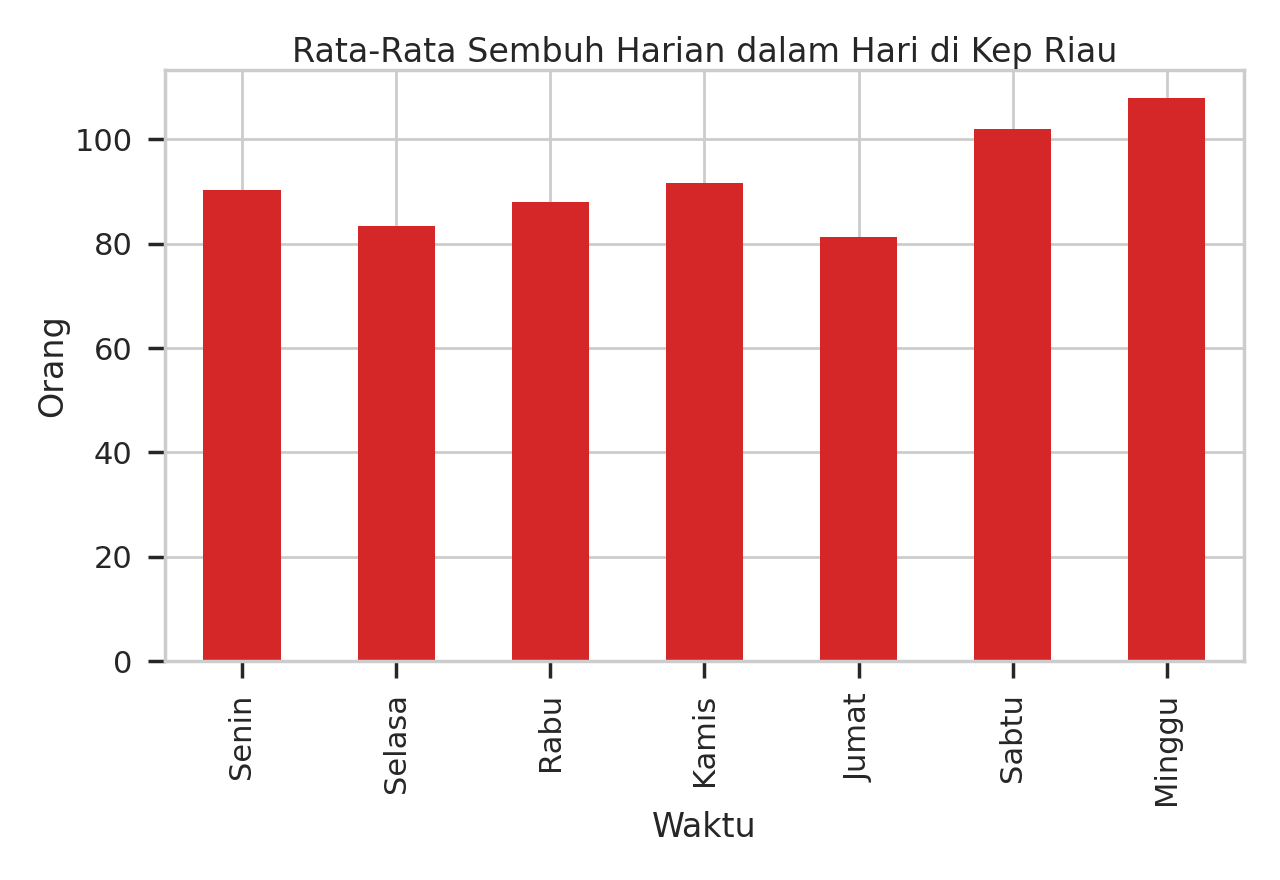 Rata-Rata Sembuh Harian dalam Hari di Kep Riau
Orang
100
80
60
40
20
0
Senin
Selasa
Rabu
Kamis
Jumat
Sabtu
Minggu
Waktu